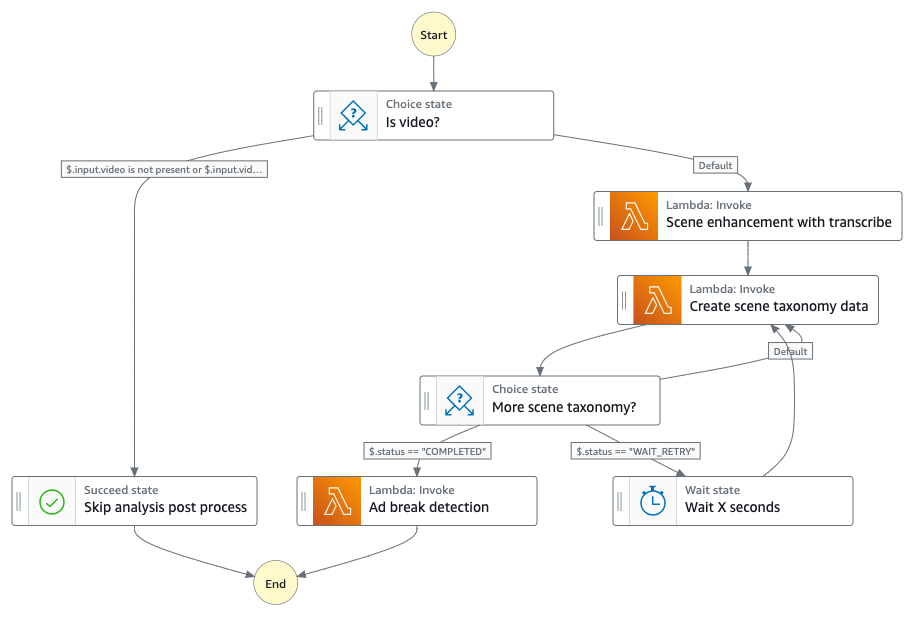 Start
Choice state
Is video?
$.input.video is not present or $.input.vid...
Default
Lambda: Invoke
Scene enhancement with transcribe
Lambda: Invoke
Create scene taxonomy data
Default
Choice state
More scene taxonomy?
$.status == "COMPLETED"
$.status == "WAIT_RETRY"
Succeed state
Skip analysis post process
Lambda: Invoke
Ad break detection
Wait state
Wait X seconds
End